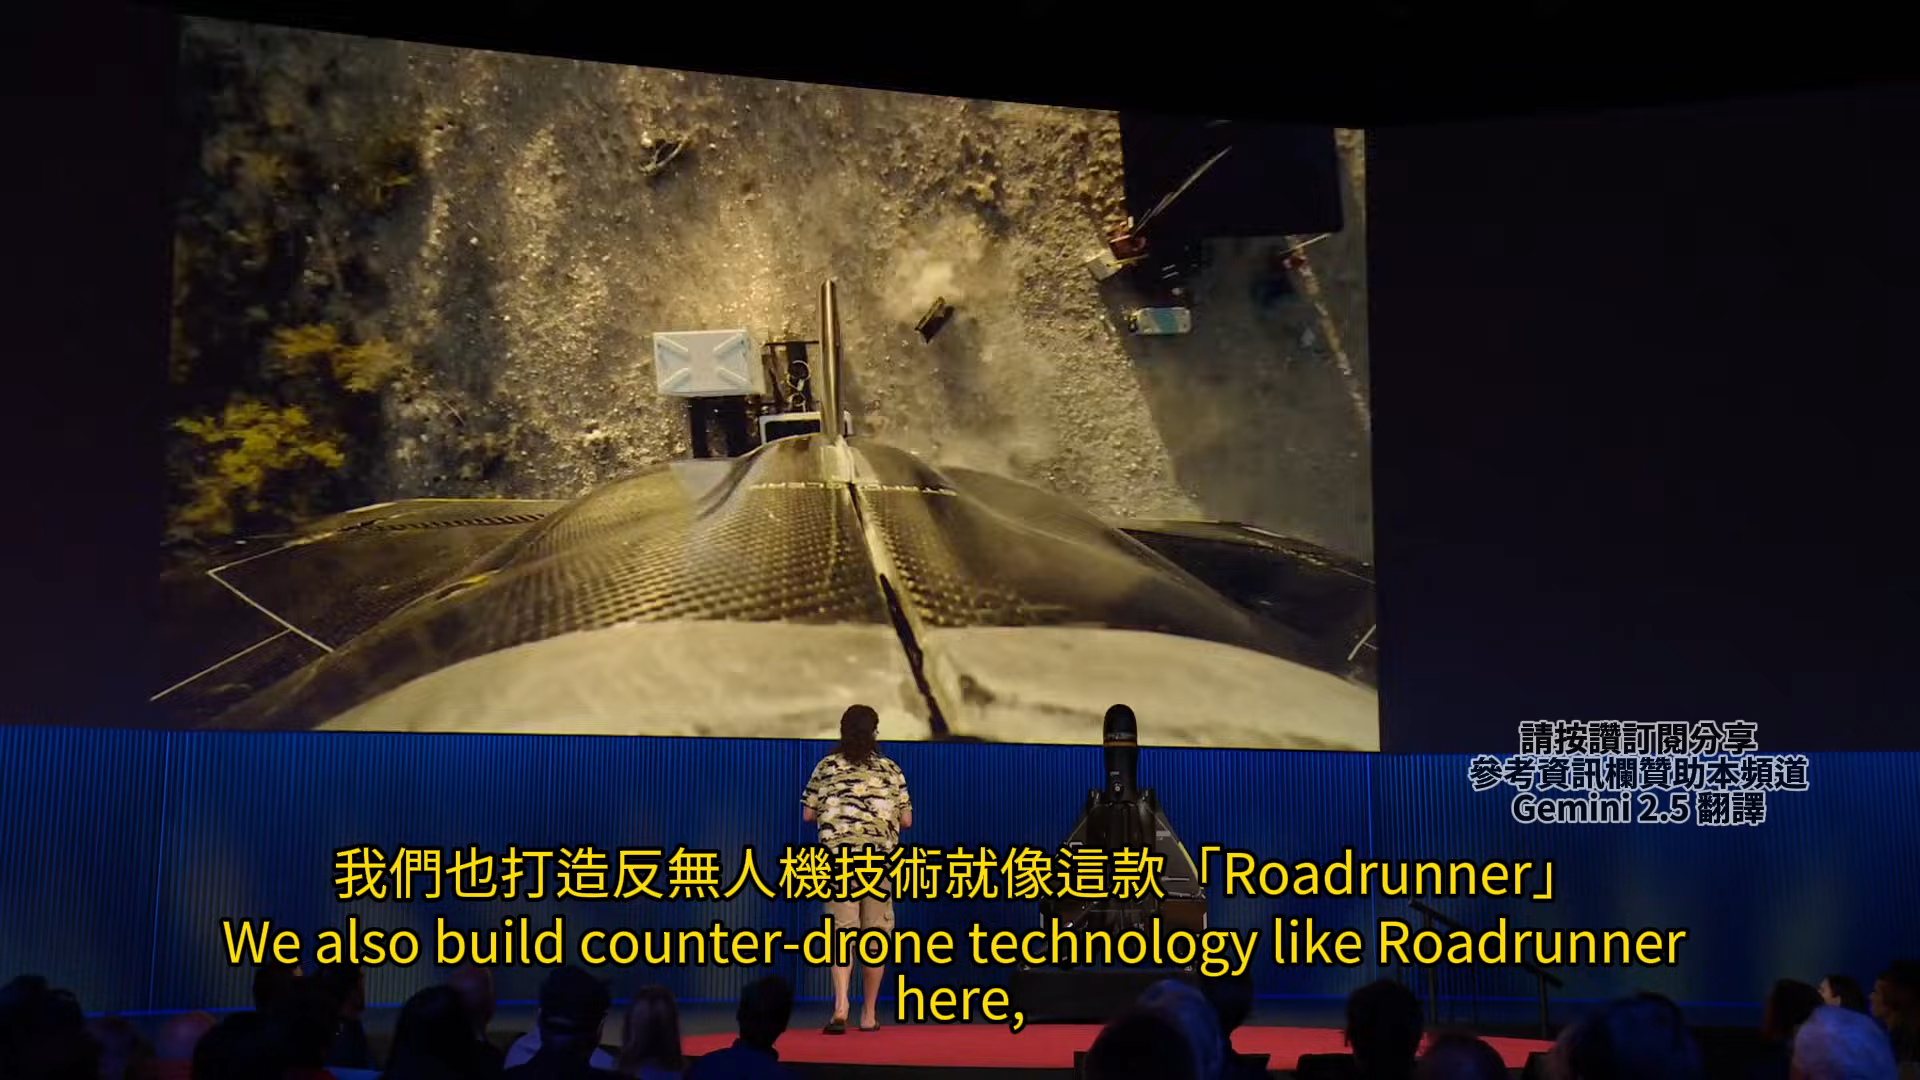 請按讚訂閱分享
參考資訊欄贊助本頻道
Gemini 2.5 翻譯
我們也打造反無人機技術就像這款「Roadrunner」
We also build counter-drone technology like Roadrunner
here,